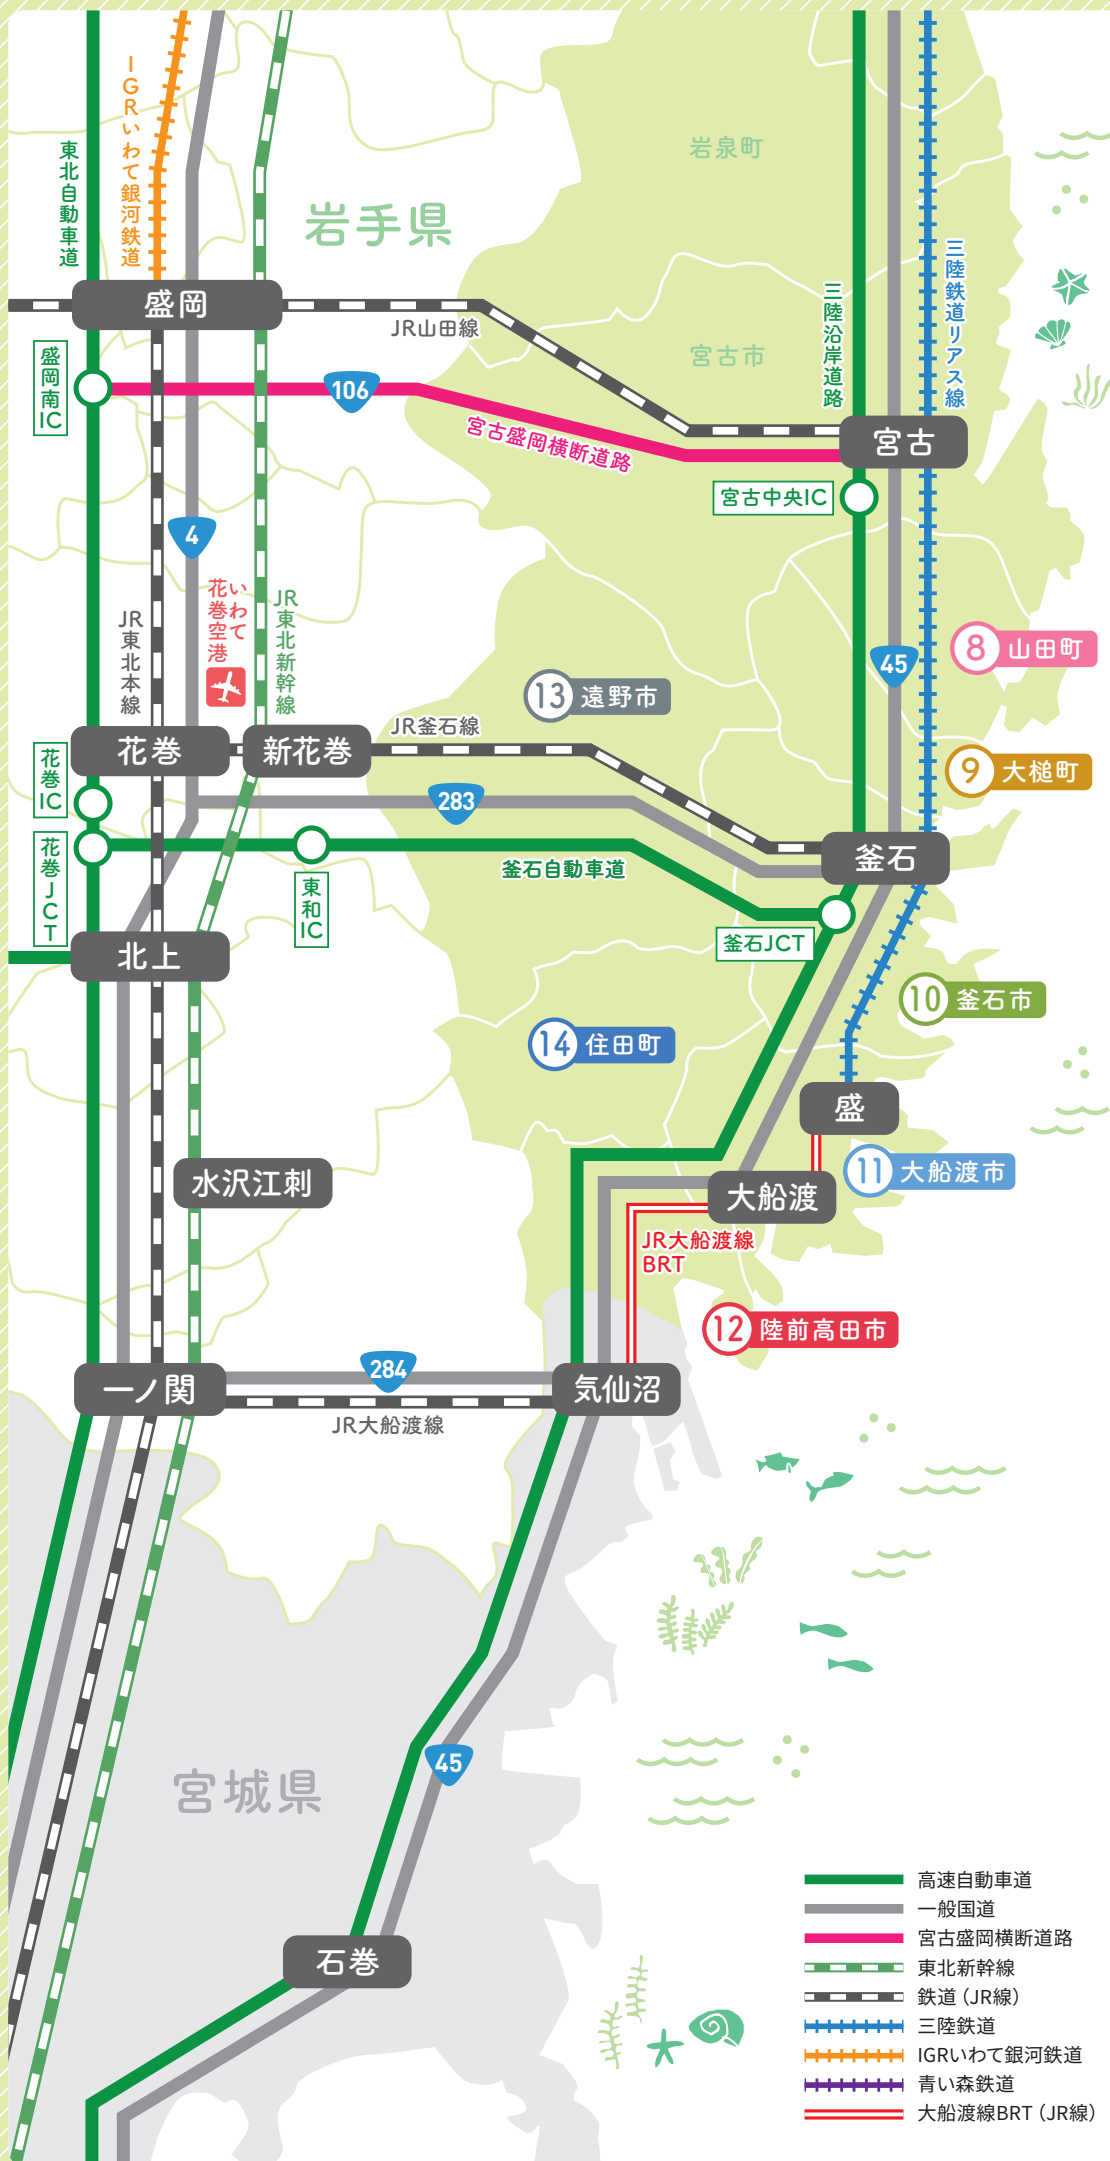 IGRいわて銀河鉄道
東北自動車道
岩手県
岩泉町
三陸鉄道リアス線
三陸沿岸道路
盛岡
JR山田線
宮古市
盛岡南IC
106
宮古盛岡横断道路
宮古
宮古中央IC
4
いわて
花巻空港
JR東北新幹線
JR東北本線
45
8 山田町
13 遠野市
JR釜石線
花巻
新花巻
9 大槌町
花巻IC
283
花巻JCT
釜石自動車道
釜石
東和IC
釜石JCT
北上
10 釜石市
14 住田町
盛
11 大船渡市
水沢江刺
大船渡
JR大船渡線
BRT
12 陸前高田市
284
一ノ関
気仙沼
JR大船渡線
45
宮城県
石巻
高速自動車道
一般国道
宮古盛岡横断道路
東北新幹線
鉄道（JR線）
三陸鉄道
IGRいわて銀河鉄道
青い森鉄道
大船渡線BRT（JR線）